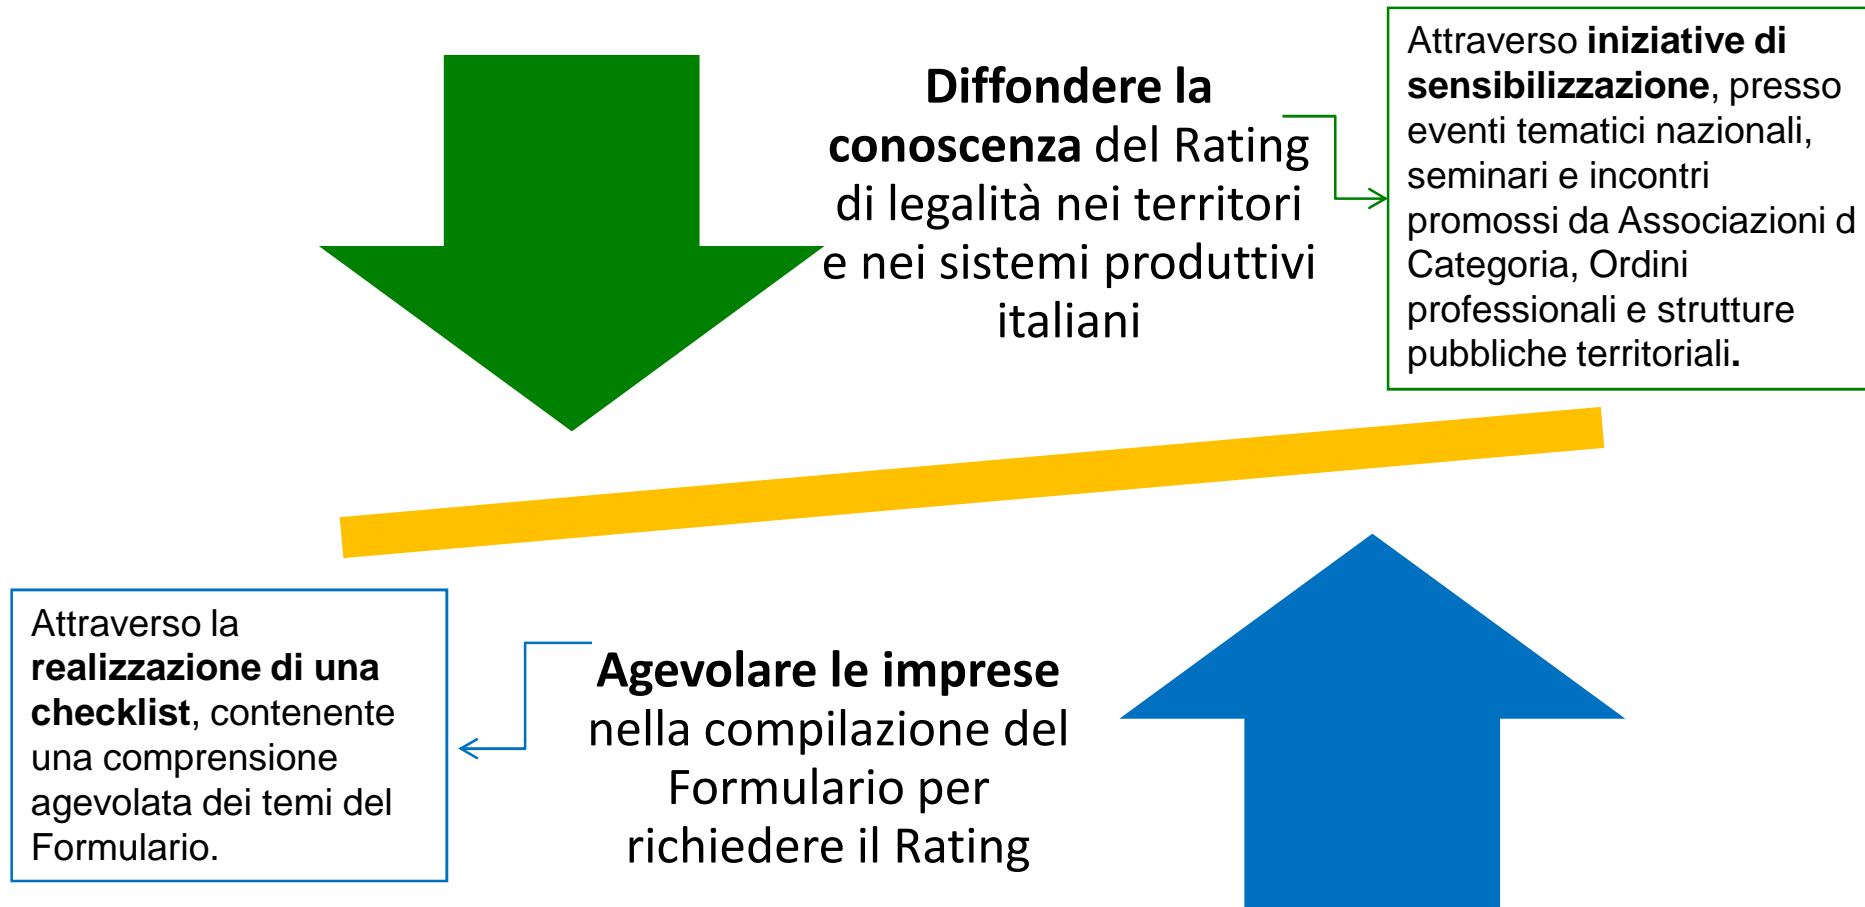 Diffondere la
conoscenza del Rating
di legalità nei territori
e nei sistemi produttivi
italiani
Attraverso iniziative di
sensibilizzazione, presso
eventi tematici nazionali,
seminari e incontri
promossi da Associazioni d
Categoria, Ordini
professionali e strutture
pubbliche territoriali.
Attraverso la
realizzazione di una
checklist, contenente
una comprensione
agevolata dei temi del
Formulario.
Agevolare le imprese
nella compilazione del
Formulario per
richiedere il Rating